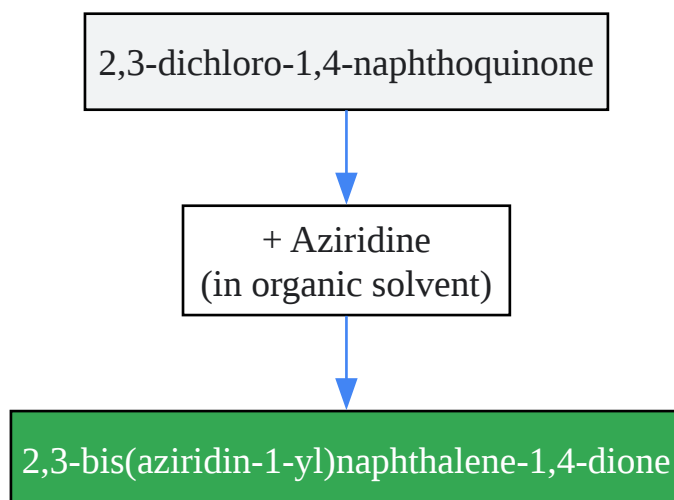 2,3-dichloro-1,4-naphthoquinone
+ Aziridine
(in organic solvent)
2,3-bis(aziridin-1-yl)naphthalene-1,4-dione